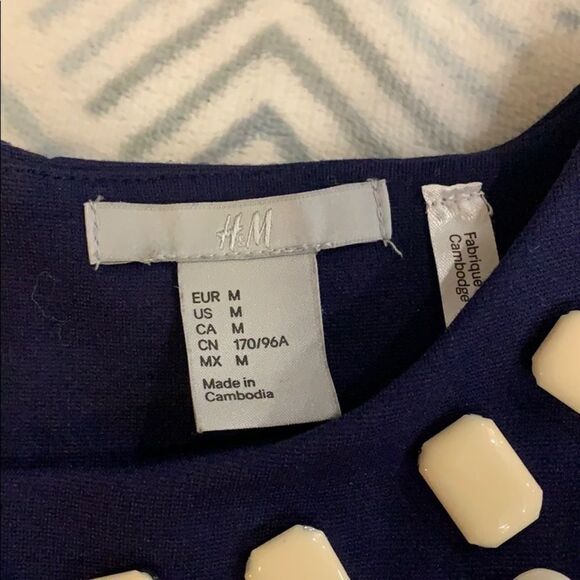 H&M
EUR M
US M
CA M
CN 170/96A
MX M
Made in
Cambodia
Fabriqué
Cambodge